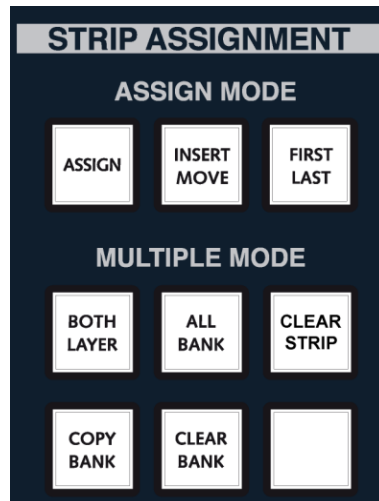 STRIP ASSIGNMENT
ASSIGN MODE
ASSIGN
INSERT
MOVE
FIRST
LAST
MULTIPLE MODE
BOTH
LAYER
ALL
BANK
CLEAR
STRIP
COPY
BANK
CLEAR
BANK